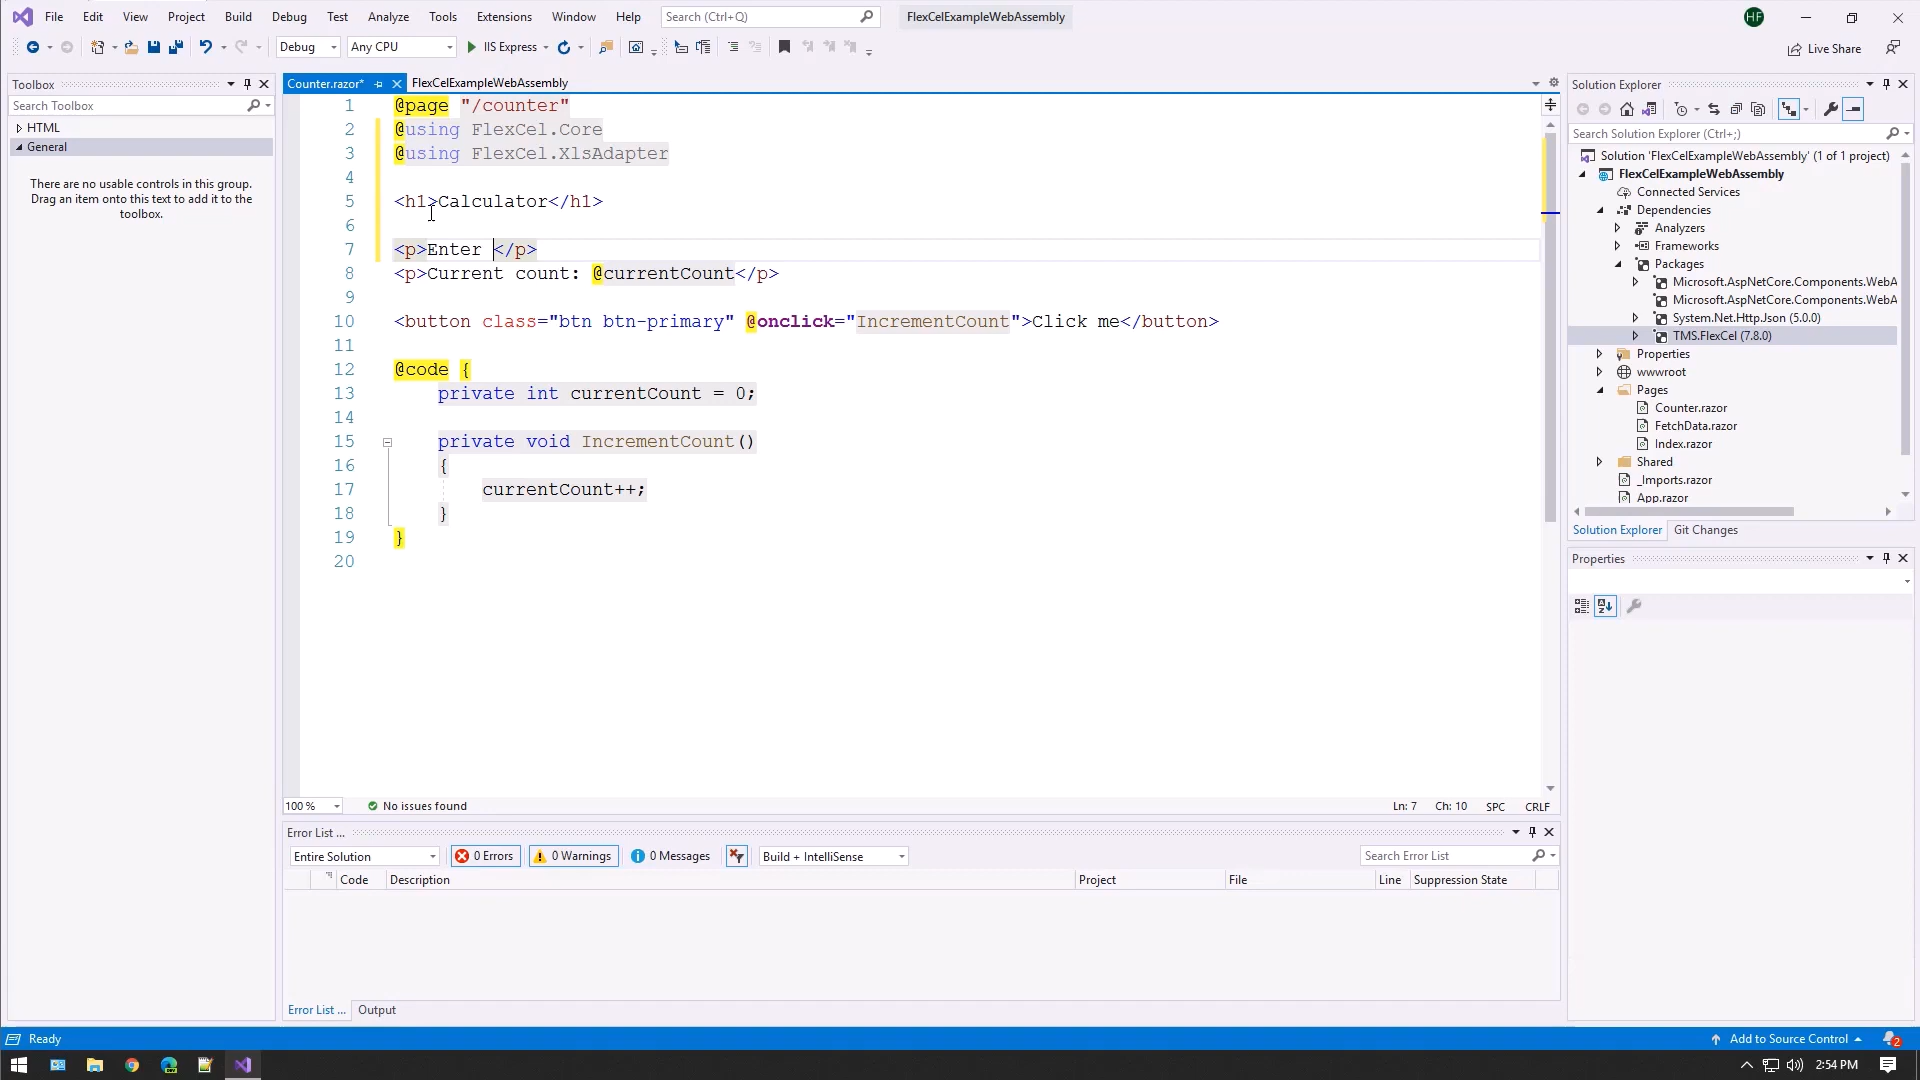 File Edit View Project Build Debug Test Analyze Tools Extensions Window Help Search (Ctrl+Q) FlexCelExampleWebAssembly HF
Debug Any CPU IIS Express Live Share
Toolbox
Search Toolbox
HTML
General
There are no usable controls in this group.
Drag an item onto this text to add it to the
toolbox.
Counter.razor* FlexCelExampleWebAssembly
1 @page "/counter"
2 @using FlexCel.Core
3 @using FlexCel.XlsAdapter
4
5 <h1>Calculator</h1>
6
7 <p>Enter </p>
8 <p>Current count: @currentCount</p>
9
10 <button class="btn btn-primary" @onclick="IncrementCount">Click me</button>
11
12 @code {
13 private int currentCount = 0;
14
15 private void IncrementCount()
16 {
17 currentCount++;
18 }
19 }
20
100 % No issues found Ln: 7 Ch: 10 SPC CRLF
Error List ...
Entire Solution 0 Errors 0 Warnings 0 Messages Build + IntelliSense Search Error List
Code Description Project File Line Suppression State
Error List ... Output
Solution Explorer
Search Solution Explorer (Ctrl+;)
Solution 'FlexCelExampleWebAssembly' (1 of 1 project)
FlexCelExampleWebAssembly
Connected Services
Dependencies
Analyzers
Frameworks
Packages
Microsoft.AspNetCore.Components.WebA
Microsoft.AspNetCore.Components.WebA
System.Net.Http.Json (5.0.0)
TMS.FlexCel (7.8.0)
Properties
wwwroot
Pages
Counter.razor
FetchData.razor
Index.razor
Shared
_Imports.razor
App.razor
Solution Explorer Git Changes
Properties
Ready Add to Source Control 2
2:54 PM